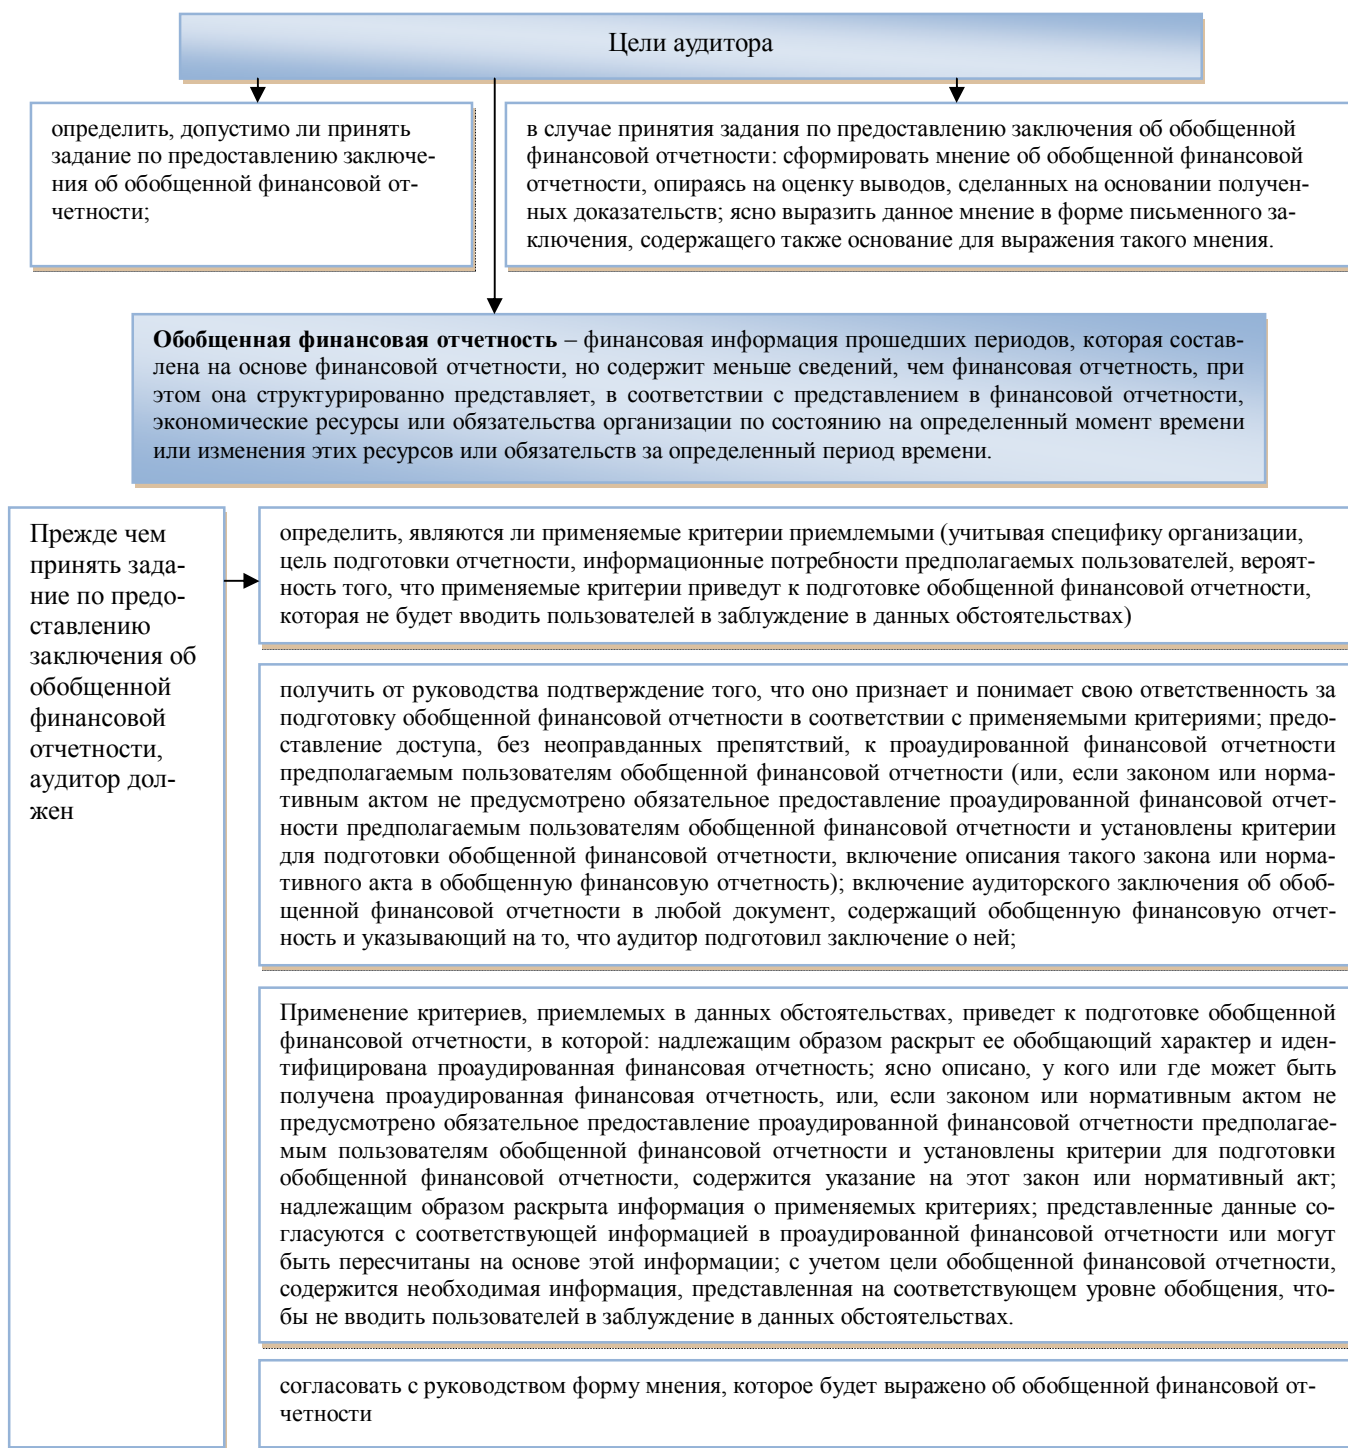 Цели аудитора
определить, допустимо ли принять
задание по предоставлению заключе-
ния об обобщенной финансовой от-
четности;
в случае принятия задания по предоставлению заключения об обобщенной
финансовой отчетности: сформировать мнение об обобщенной финансовой
отчетности, опираясь на оценку выводов, сделанных на основании получен-
ных доказательств; ясно выразить данное мнение в форме письменного за-
ключения, содержащего также основание для выражения такого мнения.
Обобщенная финансовая отчетность – финансовая информация прошедших периодов, которая состав-
лена на основе финансовой отчетности, но содержит меньше сведений, чем финансовая отчетность, при
этом она структурированно представляет, в соответствии с представлением в финансовой отчетности,
экономические ресурсы или обязательства организации по состоянию на определенный момент времени
или изменения этих ресурсов или обязательств за определенный период времени.
Прежде чем
принять зада-
ние по предо-
ставлению
заключения об
обобщенной
финансовой
отчетности,
аудитор дол-
жен
определить, являются ли применяемые критерии приемлемыми (учитывая специфику организации,
цель подготовки отчетности, информационные потребности предполагаемых пользователей, вероят-
ность того, что применяемые критерии приведут к подготовке обобщенной финансовой отчетности,
которая не будет вводить пользователей в заблуждение в данных обстоятельствах)
получить от руководства подтверждение того, что оно признает и понимает свою ответственность за
подготовку обобщенной финансовой отчетности в соответствии с применяемыми критериями; предо-
ставление доступа, без неоправданных препятствий, к проаудированной финансовой отчетности
предполагаемым пользователям обобщенной финансовой отчетности (или, если законом или норма-
тивным актом не предусмотрено обязательное предоставление проаудированной финансовой отчет-
ности предполагаемым пользователям обобщенной финансовой отчетности и установлены критерии
для подготовки обобщенной финансовой отчетности, включение описания такого закона или норма-
тивного акта в обобщенную финансовую отчетность); включение аудиторского заключения об обоб-
щенной финансовой отчетности в любой документ, содержащий обобщенную финансовую отчет-
ность и указывающий на то, что аудитор подготовил заключение о ней;
Применение критериев, приемлемых в данных обстоятельствах, приведет к подготовке обобщенной
финансовой отчетности, в которой: надлежащим образом раскрыт ее обобщающий характер и иден-
тифицирована проаудированная финансовая отчетность; ясно описано, у кого или где может быть
получена проаудированная финансовая отчетность, или, если законом или нормативным актом не
предусмотрено обязательное предоставление проаудированной финансовой отчетности предполагае-
мым пользователям обобщенной финансовой отчетности и установлены критерии для подготовки
обобщенной финансовой отчетности, содержится указание на этот закон или нормативный акт;
надлежащим образом раскрыта информация о применяемых критериях; представленные данные со-
гласуются с соответствующей информацией в проаудированной финансовой отчетности или могут
быть пересчитаны на основе этой информации; с учетом цели обобщенной финансовой отчетности,
содержится необходимая информация, представленная на соответствующем уровне обобщения, что-
бы не вводить пользователей в заблуждение в данных обстоятельствах.
согласовать с руководством форму мнения, которое будет выражено об обобщенной финансовой от-
четности